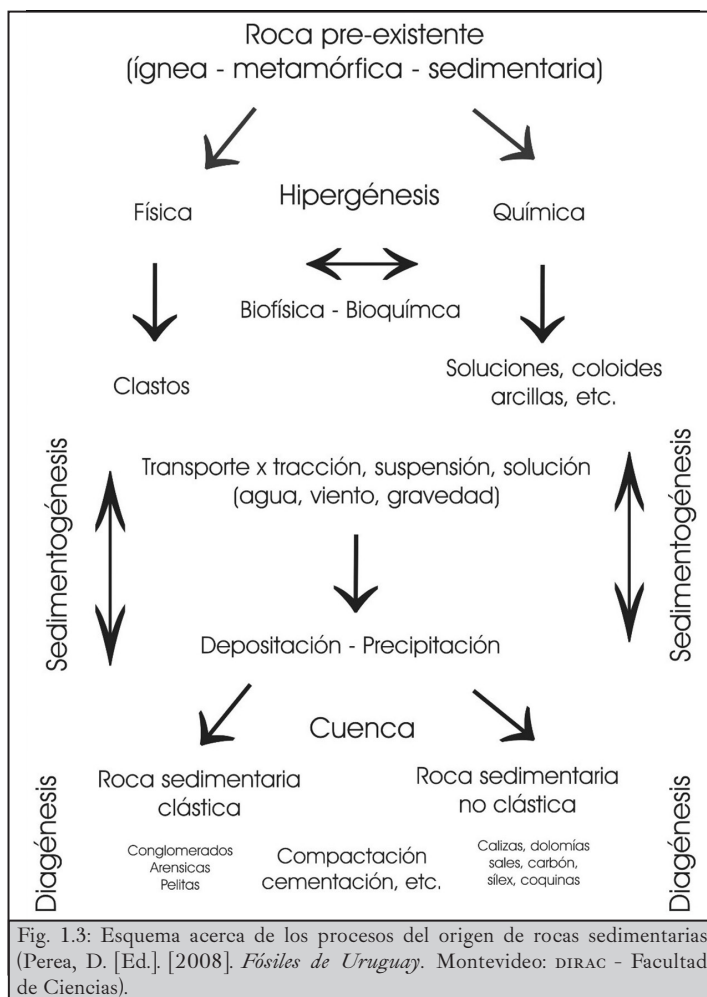 Roca pre-existente
(ígnea - metamórfica - sedimentaria)
Hipergénesis
Física
Química
Biofísica - Bioquímca
Clastos
Soluciones, coloides
arcillas, etc.
Sedimentogénesis
Transporte x tracción, suspensión, solución
(agua, viento, gravedad)
Sedimentogénesis
Depositación - Precipitación
Cuenca
Diagénesis
Roca sedimentaria
clástica
Conglomerados
Arensicas
Pelitas
Compactación
cementación, etc.
Roca sedimentaria
no clástica
Calizas, dolomías
sales, carbón,
sílex, coquinas
Diagénesis
Fig. 1.3: Esquema acerca de los procesos del origen de rocas sedimentarias
(Perea, D. [Ed.]. [2008]. Fósiles de Uruguay. Montevideo: DIRAC - Facultad
de Ciencias).